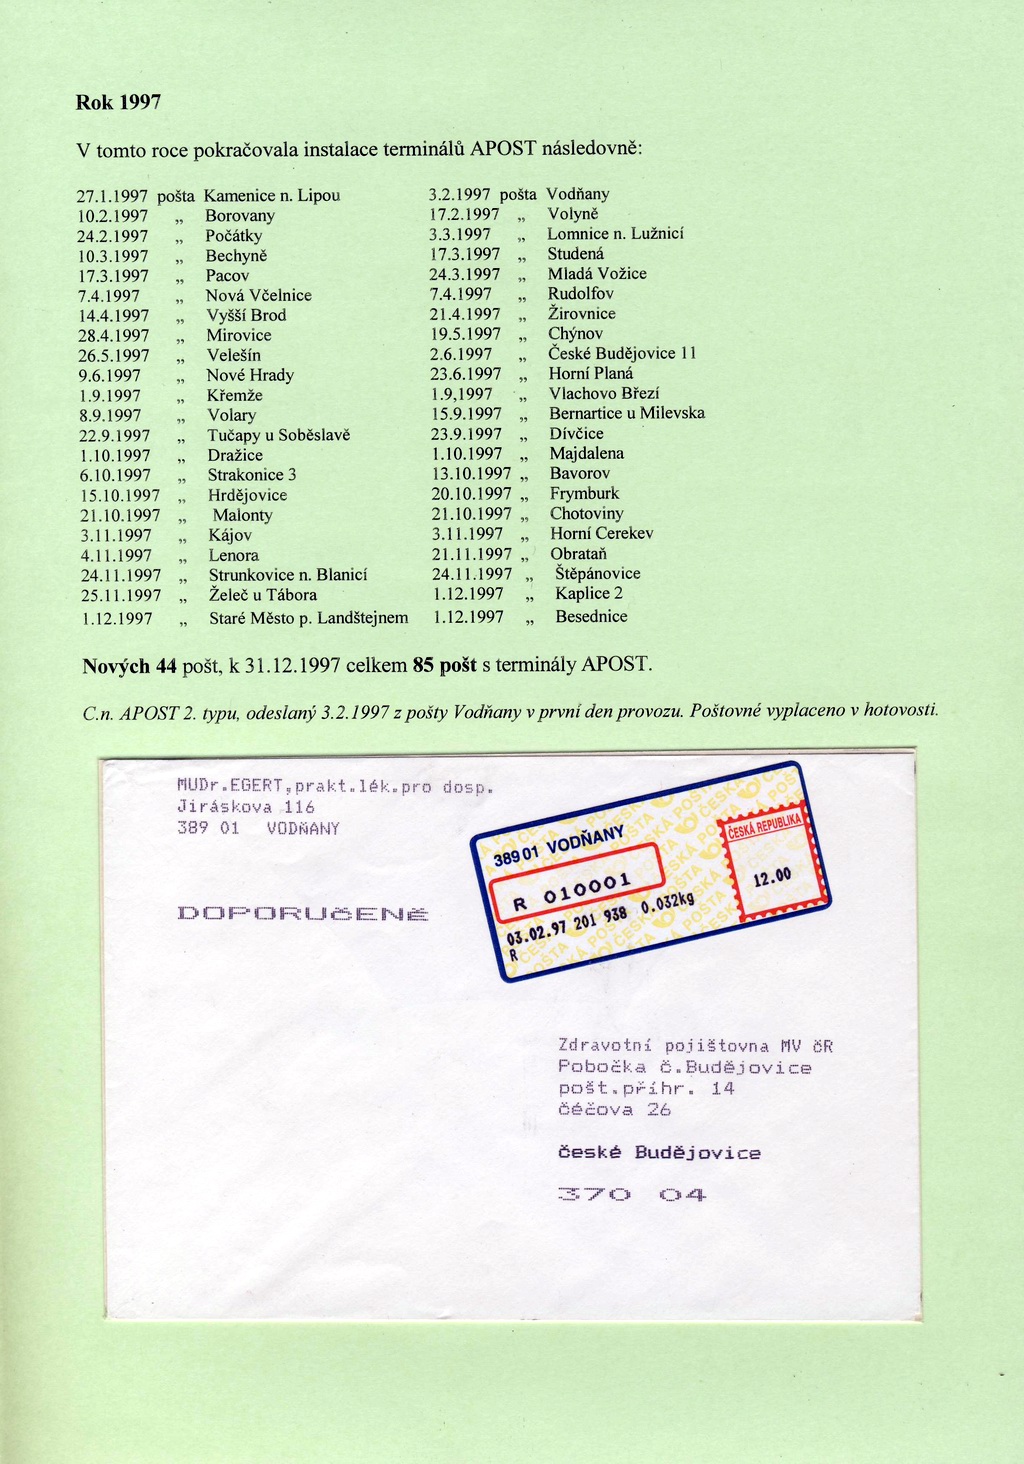 Rok 1997
V tomto roce pokračovala instalace terminálů APOST následovně:
27.1.1997 pošta Kamenice n. Lipou 3.2.1997 pošta Vodňany
10.2.1997 „ Borovany 17.2.1997 „ Volyně
24.2.1997 „ Počátky 3.3.1997 „ Lomnice n. Lužnicí
10.3.1997 „ Bechyně 17.3.1997 „ Studená
17.3.1997 „ Pacov 24.3.1997 „ Mladá Vožice
7.4.1997 „ Nová Včelnice 7.4.1997 „ Rudolfov
14.4.1997 „ Vyšší Brod 21.4.1997 „ Žirovnice
28.4.1997 „ Mirovice 19.5.1997 „ Chýnov
26.5.1997 „ Velešín 2.6.1997 „ České Budějovice 11
9.6.1997 „ Nové Hrady 23.6.1997 „ Horní Planá
1.9.1997 „ Křemže 1.9,1997 „ Vlachovo Březí
8.9.1997 „ Volary 15.9.1997 „ Bernartice u Milevska
22.9.1997 „ Tučapy u Soběslavě 23.9.1997 „ Dívčice
1.10.1997 „ Dražice 1.10.1997 „ Majdalena
6.10.1997 „ Strakonice 3 13.10.1997 „ Bavorov
15.10.1997 „ Hrdějovice 20.10.1997 „ Frymburk
21.10.1997 „ Malonty 21.10.1997 „ Chotoviny
3.11.1997 „ Kájov 3.11.1997 „ Horní Cerekev
4.11.1997 „ Lenora 21.11.1997 „ Obrataň
24.11.1997 „ Strunkovice n. Blanicí 24.11.1997 „ Štěpánovice
25.11.1997 „ Želeč u Tábora 1.12.1997 „ Kaplice 2
1.12.1997 „ Staré Město p. Landštejnem 1.12.1997 „ Besednice
Nových 44 pošt, k 31.12.1997 celkem 85 pošt s terminály APOST.
C.n. APOST 2. typu, odeslaný 3.2.1997 z pošty Vodňany v první den provozu. Poštovné vyplaceno v hotovosti.
MUDr.EGERT,prakt.lék.pro dosp.
Jiráskova 116
389 01 VODŇANY
DOPORUČENĚ
389 01 VODŇANY
R 010001
03.02.97 201 938 0.032kg
R
ČESKÁ REPUBLIKA
12.00
Zdravotní pojištovna MV ČR
Pobočka Č.Budějovice
pošt.příhr. 14
Čéčova 26
České Budějovice
370 04